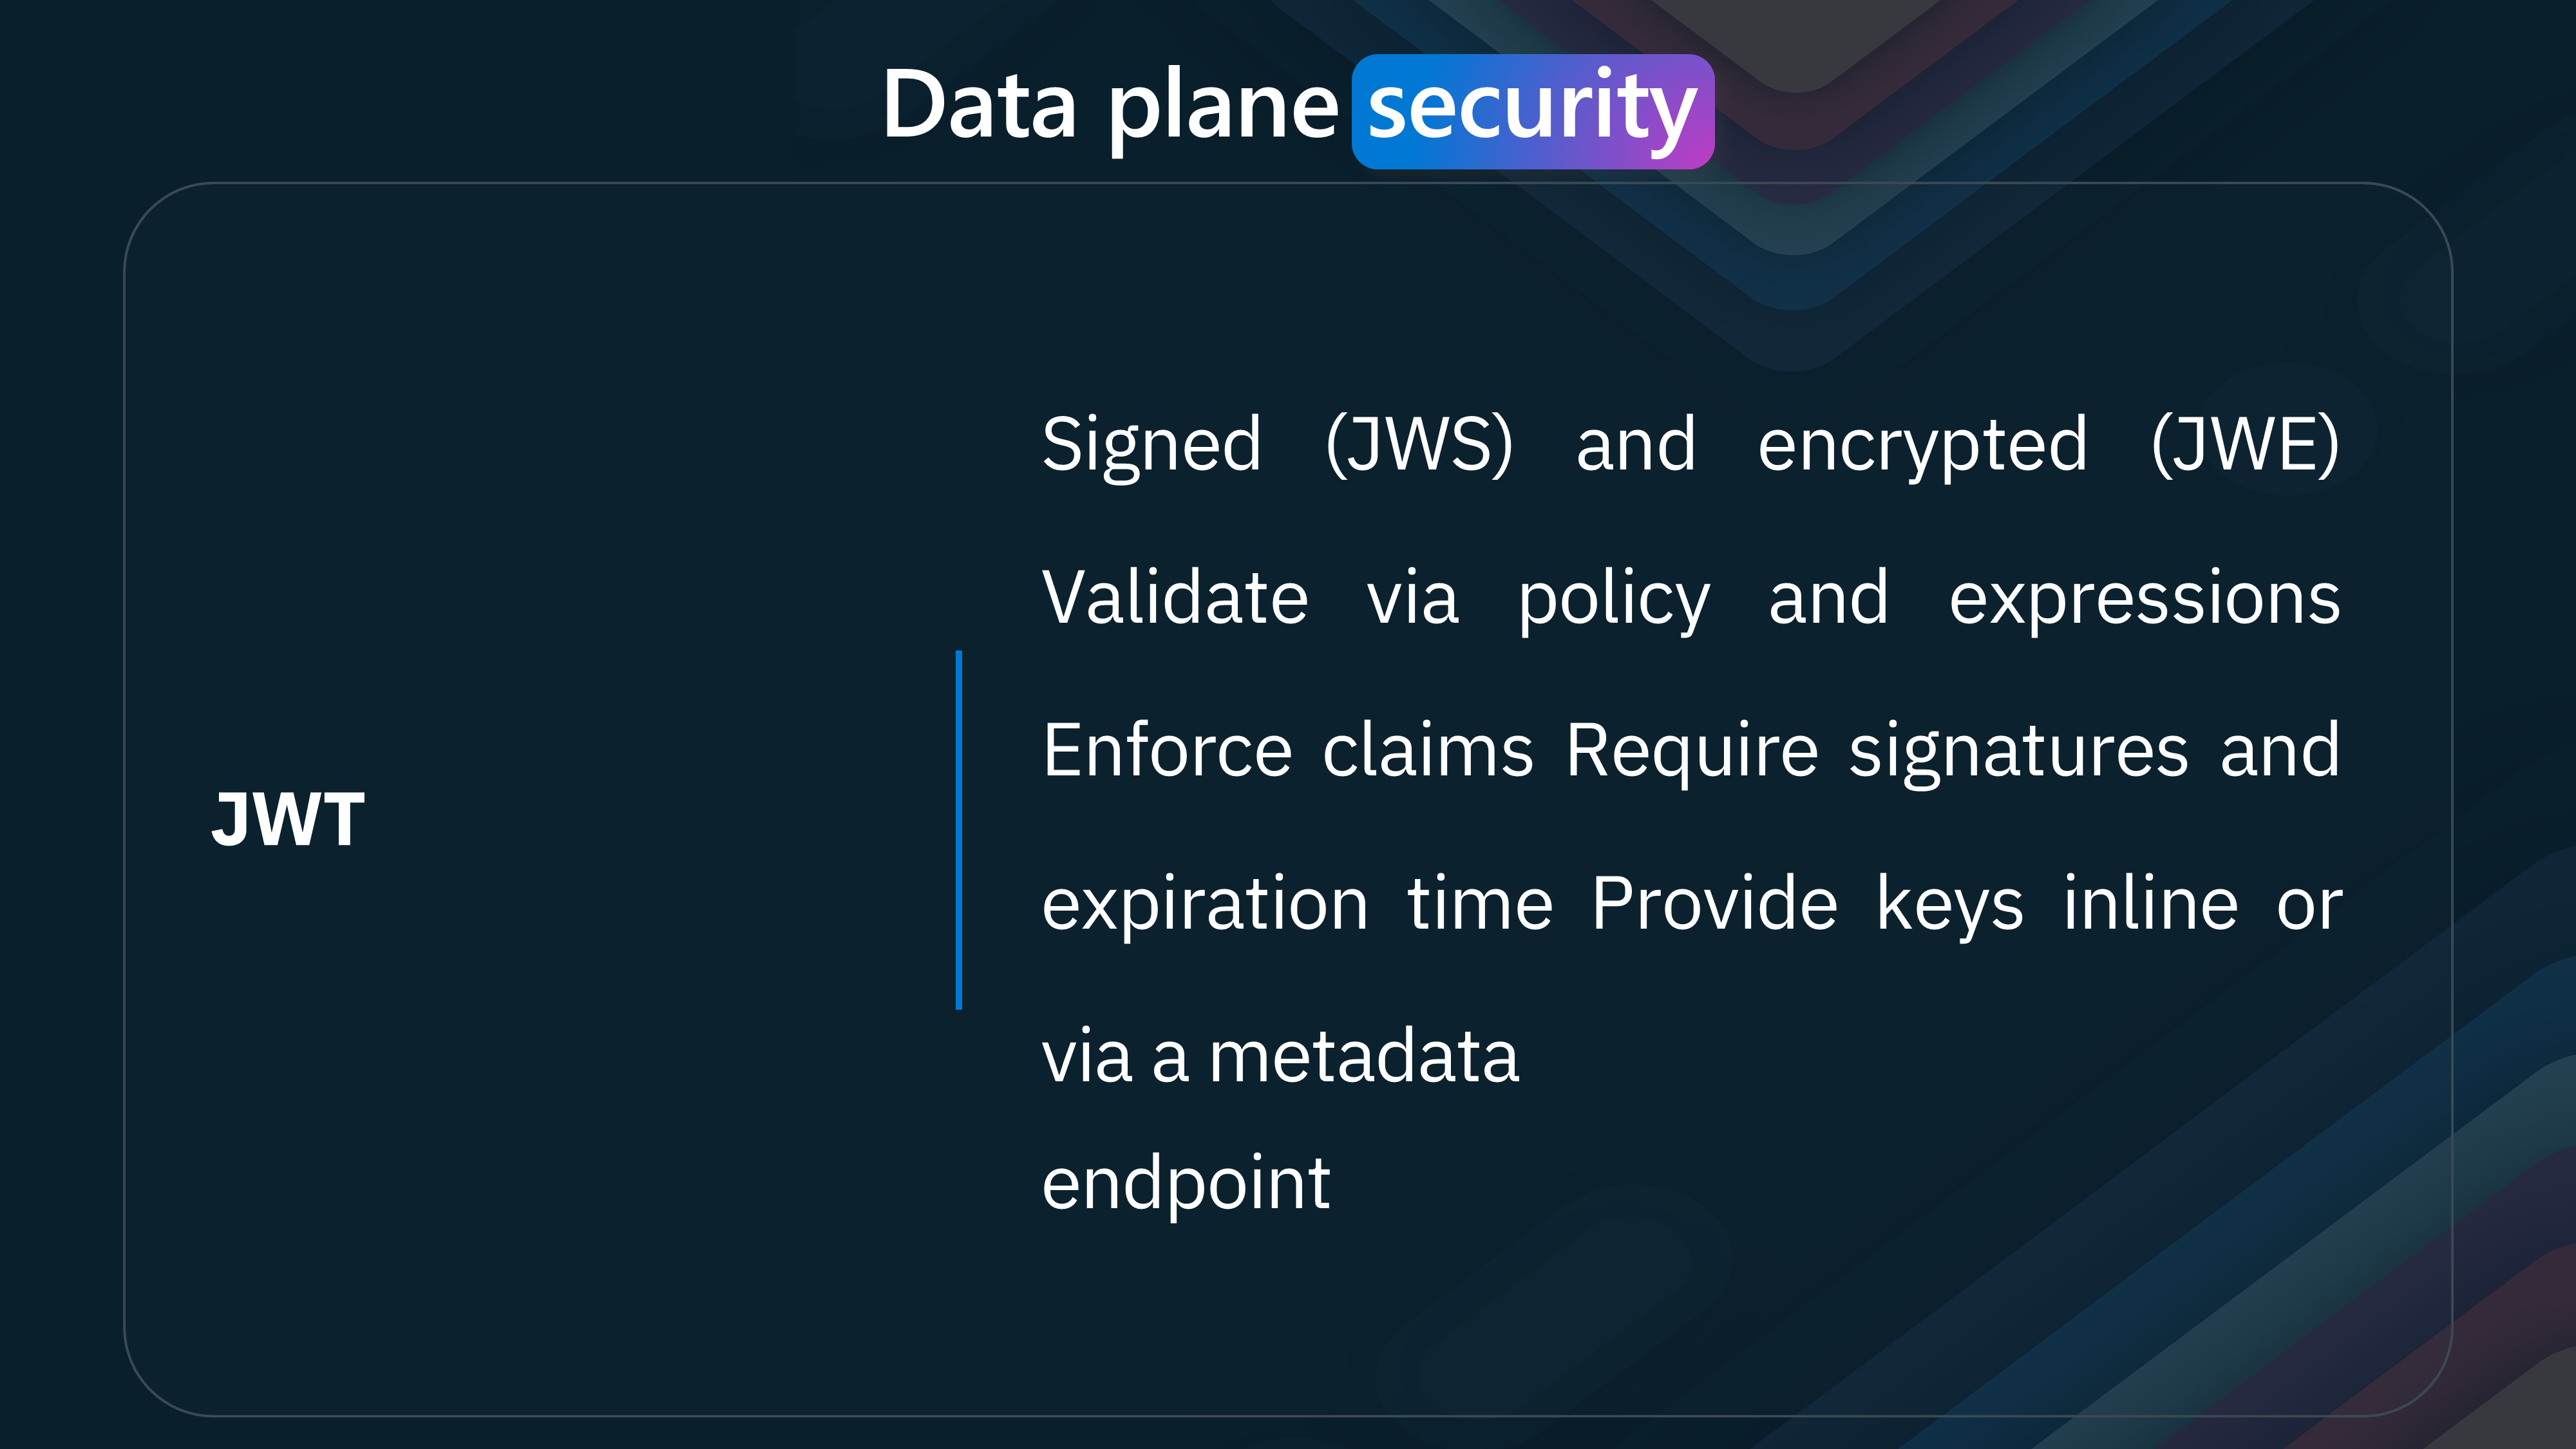 Data plane security
JWT
Signed (JWS) and encrypted (JWE)
Validate via policy and expressions
Enforce claims Require signatures and
expiration time Provide keys inline or
via a metadata
endpoint